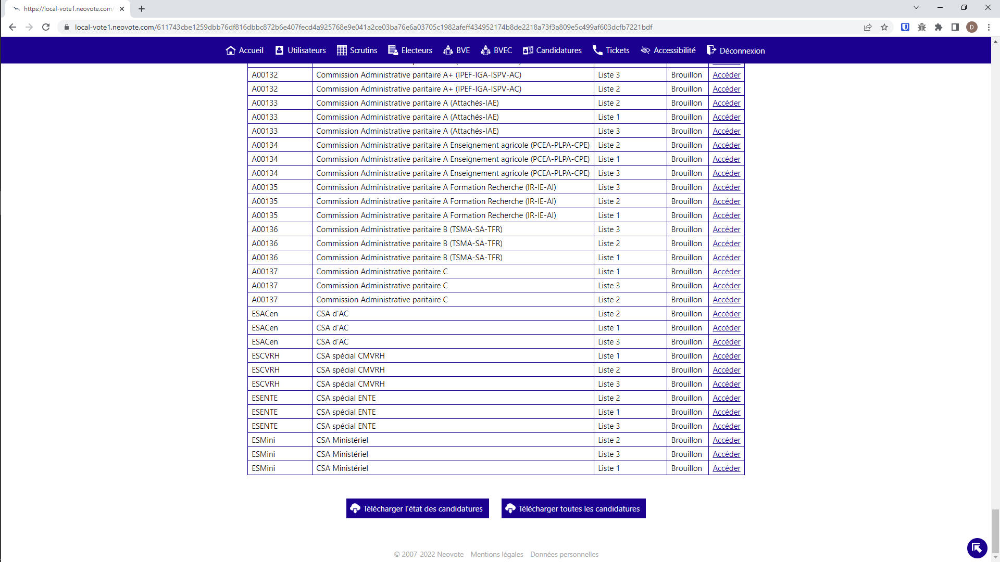 https://local-vote1.neovote.com/
local-vote1.neovote.com/611743cbe1259dbb76df816dbbc872b6e407fecd4a925768e9e041a2ce03ba76e6a03705c1982afeff434952174b8de2218a73f3a809e5c499af603dcfb7221bdf
D
Accueil Utilisateurs Scrutins Electeurs BVE BVEC Candidatures Tickets Accessibilité Déconnexion
A00132 Commission Administrative paritaire A+ (IPEF-IGA-ISPV-AC) Liste 3 Brouillon Accéder
A00132 Commission Administrative paritaire A+ (IPEF-IGA-ISPV-AC) Liste 2 Brouillon Accéder
A00133 Commission Administrative paritaire A (Attachés-IAE) Liste 2 Brouillon Accéder
A00133 Commission Administrative paritaire A (Attachés-IAE) Liste 1 Brouillon Accéder
A00133 Commission Administrative paritaire A (Attachés-IAE) Liste 3 Brouillon Accéder
A00134 Commission Administrative paritaire A Enseignement agricole (PCEA-PLPA-CPE) Liste 2 Brouillon Accéder
A00134 Commission Administrative paritaire A Enseignement agricole (PCEA-PLPA-CPE) Liste 1 Brouillon Accéder
A00134 Commission Administrative paritaire A Enseignement agricole (PCEA-PLPA-CPE) Liste 3 Brouillon Accéder
A00135 Commission Administrative paritaire A Formation Recherche (IR-IE-AI) Liste 3 Brouillon Accéder
A00135 Commission Administrative paritaire A Formation Recherche (IR-IE-AI) Liste 2 Brouillon Accéder
A00135 Commission Administrative paritaire A Formation Recherche (IR-IE-AI) Liste 1 Brouillon Accéder
A00136 Commission Administrative paritaire B (TSMA-SA-TFR) Liste 3 Brouillon Accéder
A00136 Commission Administrative paritaire B (TSMA-SA-TFR) Liste 2 Brouillon Accéder
A00136 Commission Administrative paritaire B (TSMA-SA-TFR) Liste 1 Brouillon Accéder
A00137 Commission Administrative paritaire C Liste 1 Brouillon Accéder
A00137 Commission Administrative paritaire C Liste 3 Brouillon Accéder
A00137 Commission Administrative paritaire C Liste 2 Brouillon Accéder
ESACen CSA d'AC Liste 2 Brouillon Accéder
ESACen CSA d'AC Liste 1 Brouillon Accéder
ESACen CSA d'AC Liste 3 Brouillon Accéder
ESCVRH CSA spécial CMVRH Liste 1 Brouillon Accéder
ESCVRH CSA spécial CMVRH Liste 2 Brouillon Accéder
ESCVRH CSA spécial CMVRH Liste 3 Brouillon Accéder
ESENTE CSA spécial ENTE Liste 2 Brouillon Accéder
ESENTE CSA spécial ENTE Liste 1 Brouillon Accéder
ESENTE CSA spécial ENTE Liste 3 Brouillon Accéder
ESMini CSA Ministériel Liste 2 Brouillon Accéder
ESMini CSA Ministériel Liste 3 Brouillon Accéder
ESMini CSA Ministériel Liste 1 Brouillon Accéder
Télécharger l'état des candidatures Télécharger toutes les candidatures
© 2007-2022 Neovote Mentions légales Données personnelles